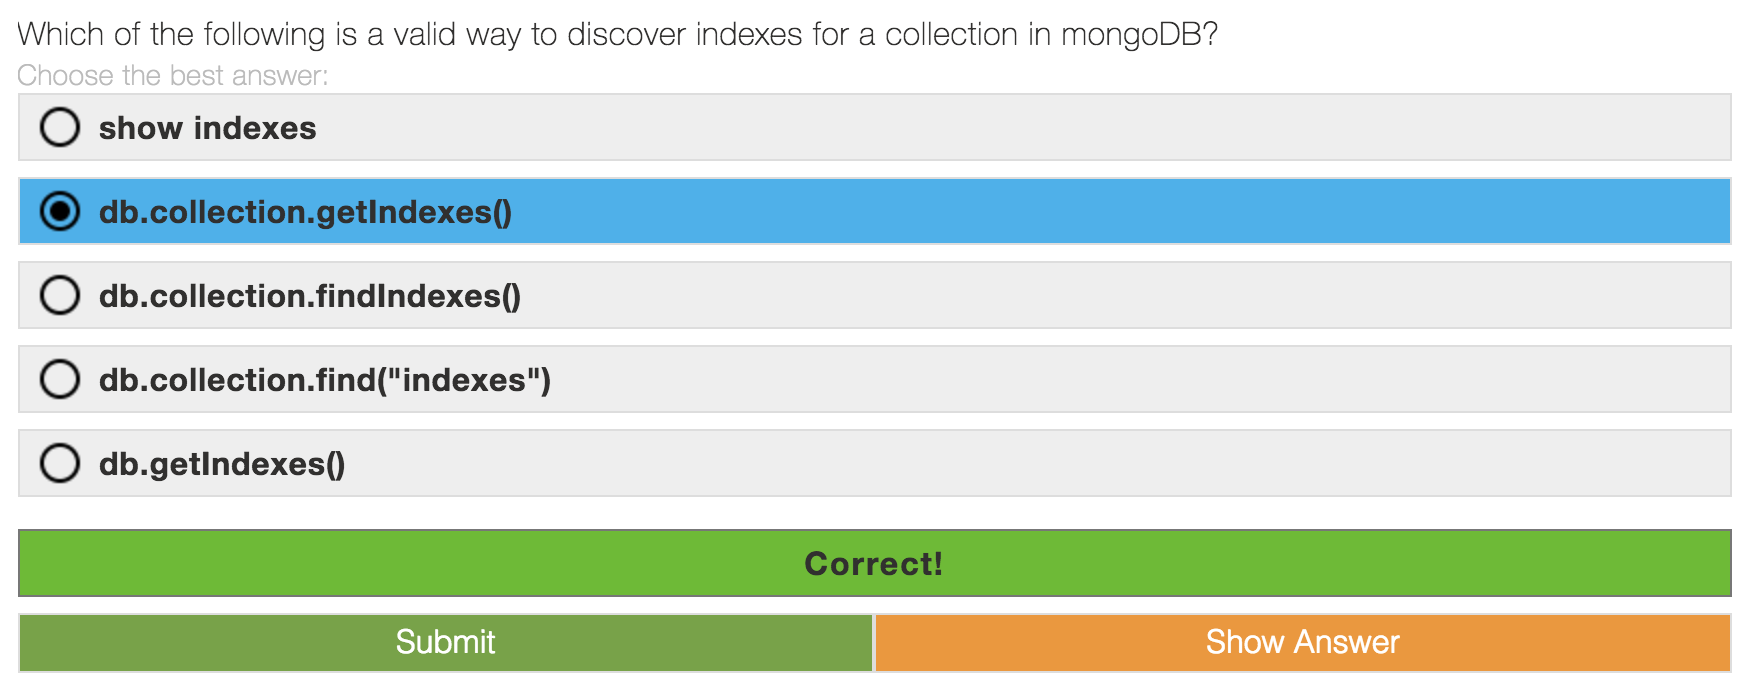 Which of the following is a valid way to discover indexes for a collection in mongoDB?
Choose the best answer:
show indexes
db.collection.getIndexes()
db.collection.findIndexes()
db.collection.find("indexes")
db.getIndexes()
Correct!
Submit
Show Answer